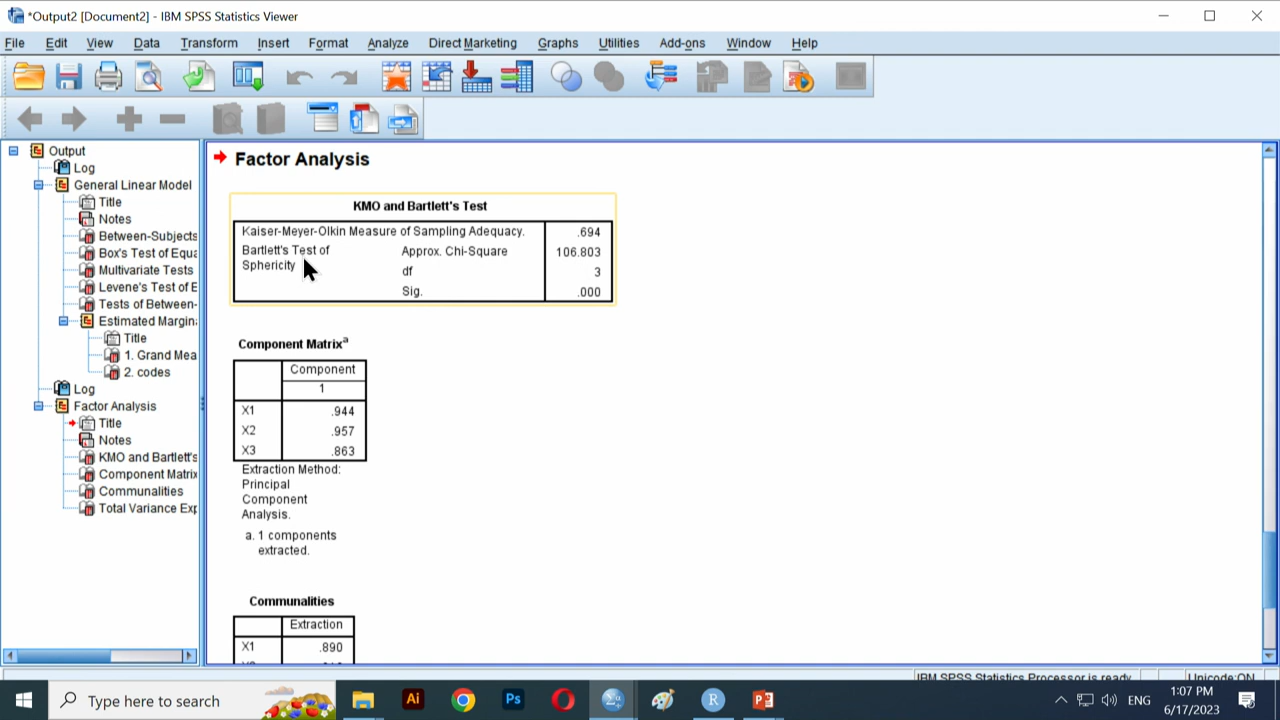 *Output2 [Document2] - IBM SPSS Statistics Viewer
File Edit View Data Transform Insert Format Analyze Direct Marketing Graphs Utilities Add-ons Window Help
Output
Log
General Linear Model
Title
Notes
Between-Subjects
Box's Test of Equa
Multivariate Tests
Levene's Test of E
Tests of Between-
Estimated Margin
Title
1. Grand Mea
2. codes
Log
Factor Analysis
Title
Notes
KMO and Bartlett's
Component Matrix
Communalities
Total Variance Exp
Factor Analysis
KMO and Bartlett's Test
Kaiser-Meyer-Olkin Measure of Sampling Adequacy. .694
Bartlett's Test of Approx. Chi-Square 106.803
Sphericity df 3
Sig. .000
Component Matrixa
Component
1
X1 .944
X2 .957
X3 .863
Extraction Method:
Principal
Component
Analysis.
a. 1 components
extracted.
Communalities
Extraction
X1 .890
IBM SPSS Statistics Processor is ready Unicode:ON
Type here to search
Ai
Ps
R
ENG
1:07 PM
6/17/2023